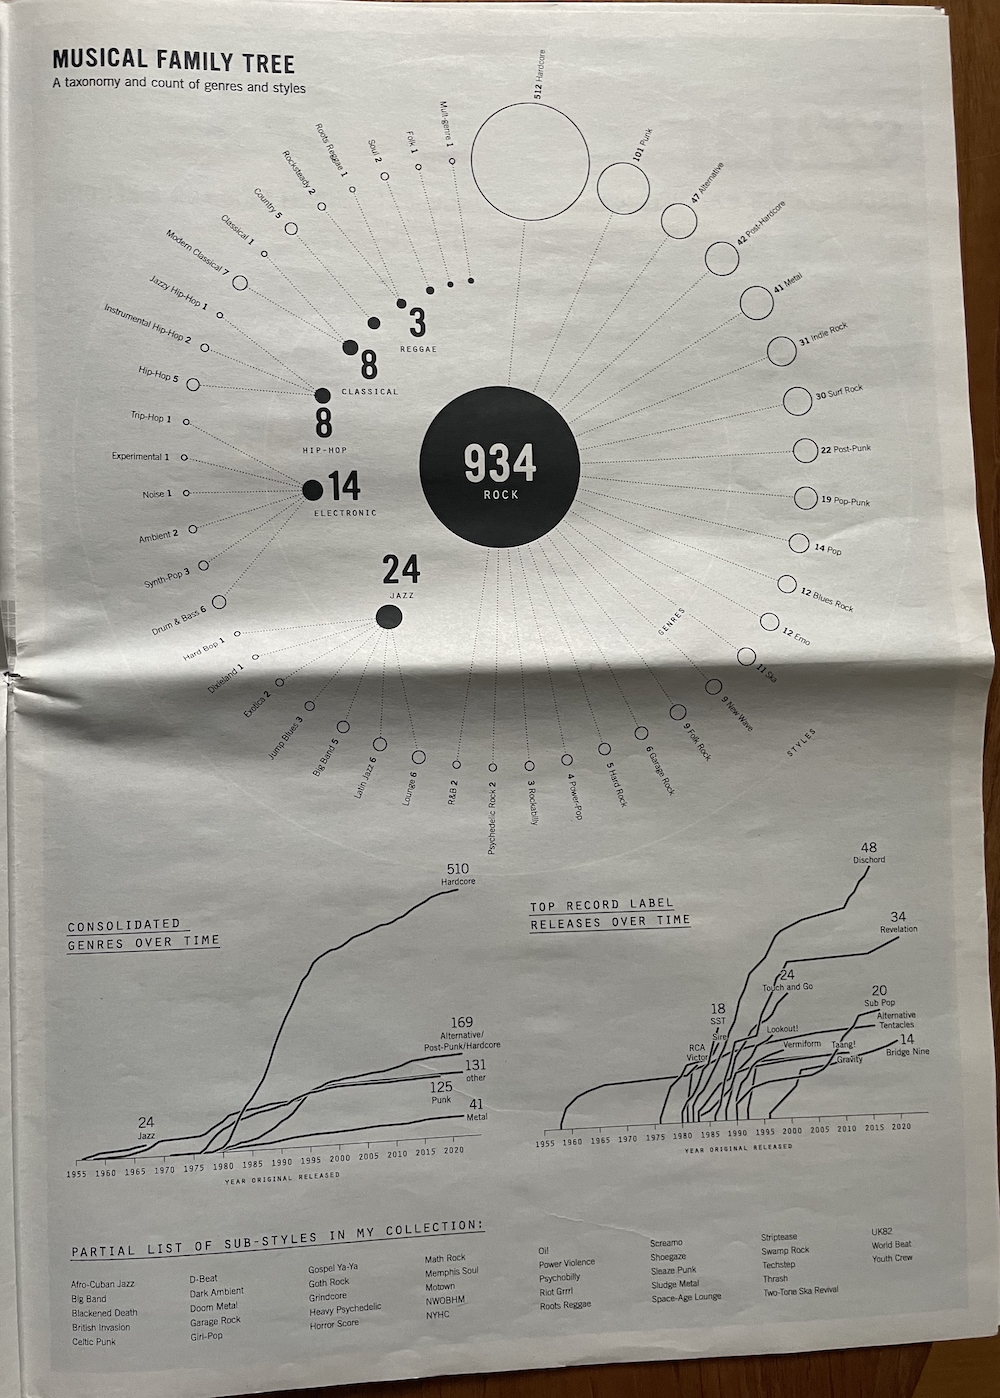 MUSICAL FAMILY TREE
A taxonomy and count of genres and styles
512 Hardcore
101 Punk
47 Alternative
42 Post-Hardcore
41 Metal
31 Indie Rock
30 Surf Rock
22 Post-Punk
19 Pop-Punk
14 Pop
12 Blues Rock
12 Emo
11 Ska
9 New Wave
9 Folk Rock
6 Garage Rock
5 Hard Rock
4 Power-Pop
3 Rockabilly
Psychedelic Rock 2
R&B 2
Lounge 6
Latin Jazz 6
Big Band 5
Jump Blues 3
Exotica 2
Dixieland 1
Hard Bop 1
Drum & Bass 6
Synth-Pop 3
Ambient 2
Noise 1
Experimental 1
Trip-Hop 1
Hip-Hop 5
Instrumental Hip-Hop 2
Jazzy Hip-Hop 1
Modern Classical 7
Classical 1
Country 5
Rocksteady 2
Roots Reggae 1
Soul 2
Folk 1
Mult-genre 1
3
REGGAE
8
CLASSICAL
8
HIP-HOP
14
ELECTRONIC
24
JAZZ
934
ROCK
GENRES
STYLES
CONSOLIDATED
GENRES OVER TIME
510
Hardcore
169
Alternative/
Post-Punk/Hardcore
131
other
125
Punk
41
Metal
24
Jazz
1955 1960 1965 1970 1975 1980 1985 1990 1995 2000 2005 2010 2015 2020
YEAR ORIGINAL RELEASED
TOP RECORD LABEL
RELEASES OVER TIME
48
Dischord
34
Revelation
24
Touch and Go
20
Sub Pop
Alternative
Tentacles
18
SST
Sire
Lookout!
RCA
Victor
Vermiform
Taang!
Gravity
14
Bridge Nine
1955 1960 1965 1970 1975 1980 1985 1990 1995 2000 2005 2010 2015 2020
YEAR ORIGINAL RELEASED
PARTIAL LIST OF SUB-STYLES IN MY COLLECTION:
Afro-Cuban Jazz
Big Band
Blackened Death
British Invasion
Celtic Punk
D-Beat
Dark Ambient
Doom Metal
Garage Rock
Girl-Pop
Gospel Ya-Ya
Goth Rock
Grindcore
Heavy Psychedelic
Horror Score
Math Rock
Memphis Soul
Motown
NWOBHM
NYHC
Oi!
Power Violence
Psychobilly
Riot Grrrl
Roots Reggae
Screamo
Shoegaze
Sleaze Punk
Sludge Metal
Space-Age Lounge
Striptease
Swamp Rock
Techstep
Thrash
Two-Tone Ska Revival
UK82
World Beat
Youth Crew